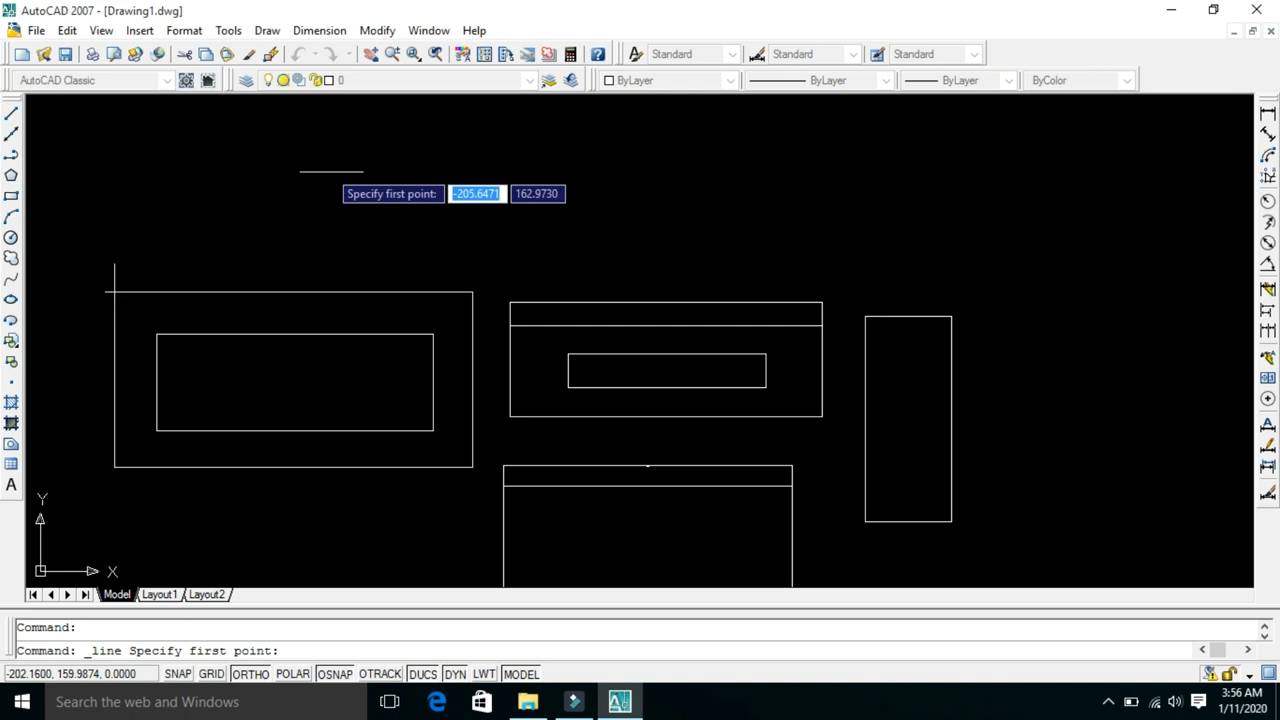 AutoCAD 2007 - [Drawing1.dwg]
File Edit View Insert Format Tools Draw Dimension Modify Window Help
Standard Standard Standard
AutoCAD Classic 0 ByLayer ByLayer ByLayer ByColor
Specify first point: -205.6471 162.9730
A
Y
X
Model Layout1 Layout2
Command:
Command: _line Specify first point:
-202.1600, 159.9874, 0.0000 SNAP GRID ORTHO POLAR OSNAP OTRACK DUCS DYN LWT MODEL
Search the web and Windows
3:56 AM
1/11/2020